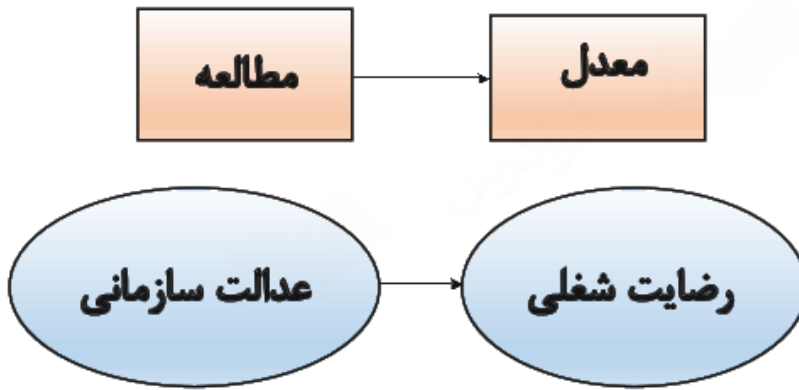 مطالعه
معدل
عدالت سازمانی
رضایت شغلی